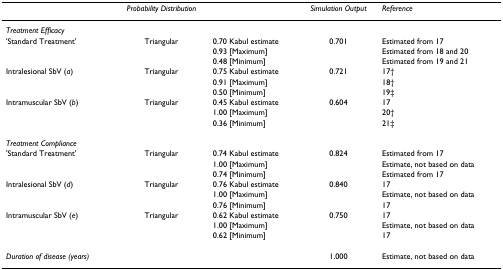 Probability Distribution Simulation Output Reference
Treatment Efficacy
'Standard Treatment' Triangular 0.70 Kabul estimate 0.701 Estimated from 17
0.93 [Maximum] Estimated from 18 and 20
0.48 [Minimum] Estimated from 19 and 21
Intralesional SbV (a) Triangular 0.75 Kabul estimate 0.721 17†
0.91 [Maximum] 18†
0.50 [Minimum] 19‡
Intramuscular SbV (b) Triangular 0.45 Kabul estimate 0.604 17
1.00 [Maximum] 20†
0.36 [Minimum] 21‡
Treatment Compliance
'Standard Treatment' Triangular 0.74 Kabul estimate 0.824 Estimated from 17
1.00 [Maximum] Estimate, not based on data
0.74 [Minimum] Estimated from 17
Intralesional SbV (d) Triangular 0.76 Kabul estimate 0.840 17
1.00 [Maximum] Estimate, not based on data
0.76 [Minimum] 17
Intramuscular SbV (e) Triangular 0.62 Kabul estimate 0.750 17
1.00 [Maximum] Estimate, not based on data
0.62 [Minimum] 17
Duration of disease (years) 1.000 Estimate, not based on data